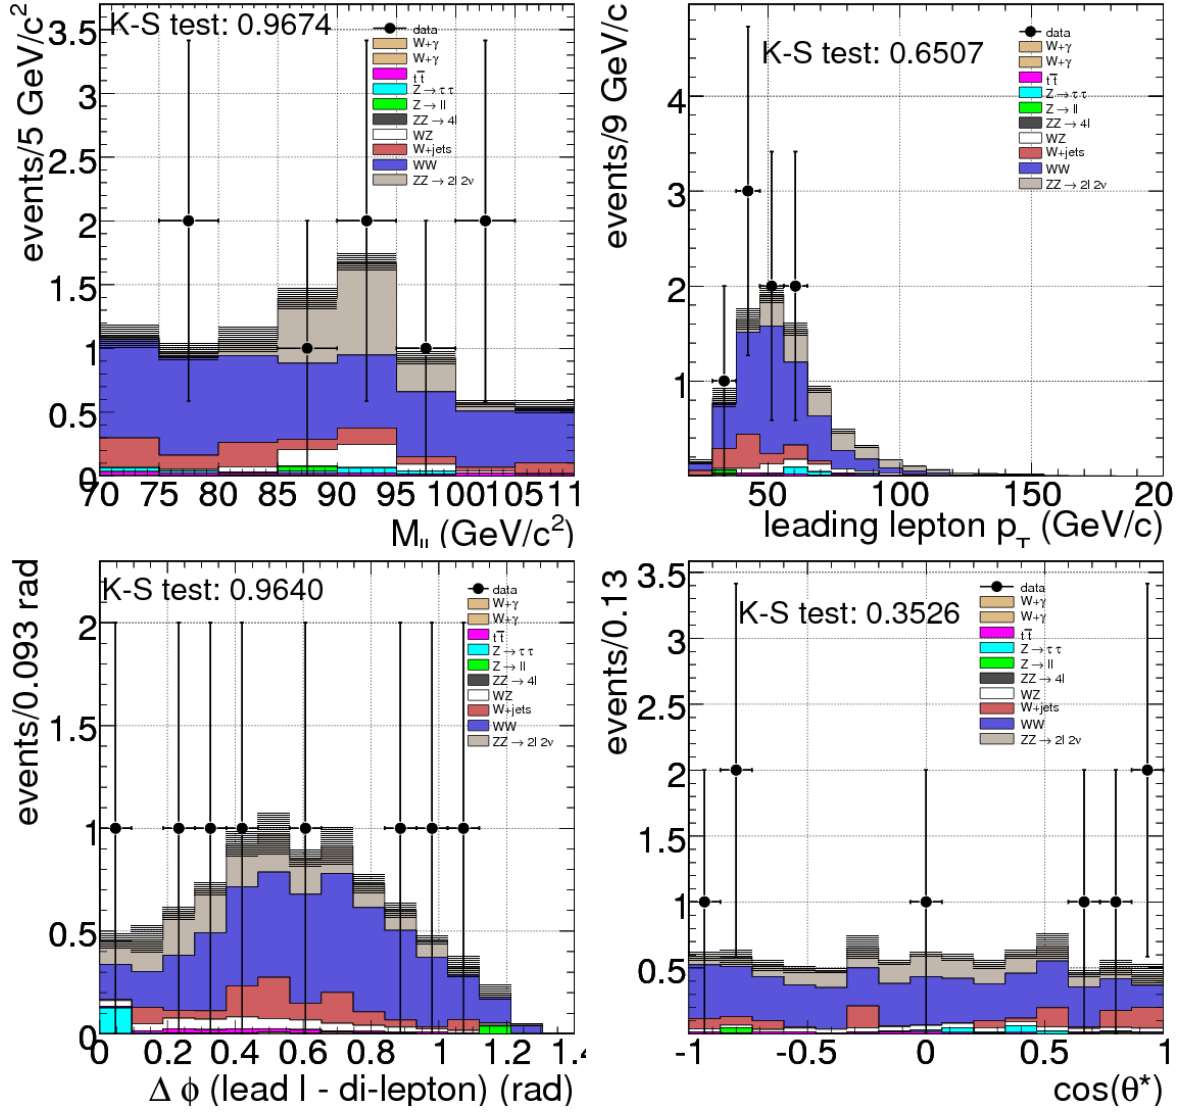 events/5 GeV/c²
3.5
3
2.5
2
1.5
1
0.5
0
K-S test: 0.9674
data
W+γ
W+γ
tt̅
Z→ττ
Z→ll
ZZ→4l
WZ
W+jets
WW
ZZ→2l 2ν
70 75 80 85 90 95 100 105 11
M_ll (GeV/c²)
events/9 GeV/c
4
3
2
1
K-S test: 0.6507
data
W+γ
W+γ
tt̅
Z→ττ
Z→ll
ZZ→4l
WZ
W+jets
WW
ZZ→2l 2ν
50 100 150 20
leading lepton p_T (GeV/c)
events/0.093 rad
2
1.5
1
0.5
0
K-S test: 0.9640
data
W+γ
W+γ
tt̅
Z→ττ
Z→ll
ZZ→4l
WZ
W+jets
WW
ZZ→2l 2ν
0 0.2 0.4 0.6 0.8 1 1.2 1.4
Δ ϕ (lead l - di-lepton) (rad)
events/0.13
3.5
3
2.5
2
1.5
1
0.5
K-S test: 0.3526
data
W+γ
W+γ
tt̅
Z→ττ
Z→ll
ZZ→4l
WZ
W+jets
WW
ZZ→2l 2ν
-1 -0.5 0 0.5 1
cos(θ*)